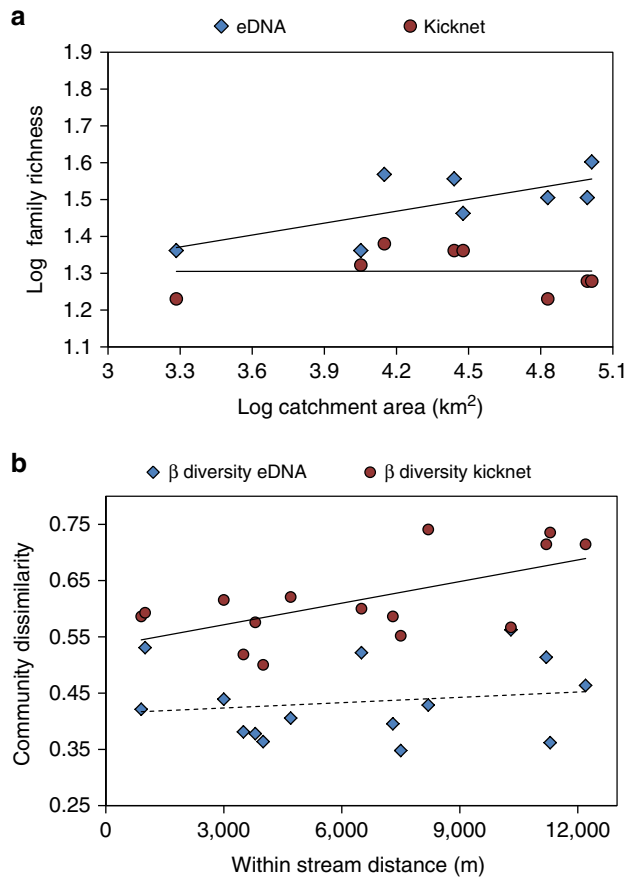 a
eDNA Kicknet
1.9
1.8
1.7
1.6
1.5
1.4
1.3
1.2
1.1
Log family richness
3 3.3 3.6 3.9 4.2 4.5 4.8 5.1
Log catchment area (km²)
b
β diversity eDNA β diversity kicknet
0.75
0.65
0.55
0.45
0.35
0.25
Community dissimilarity
0 3,000 6,000 9,000 12,000
Within stream distance (m)